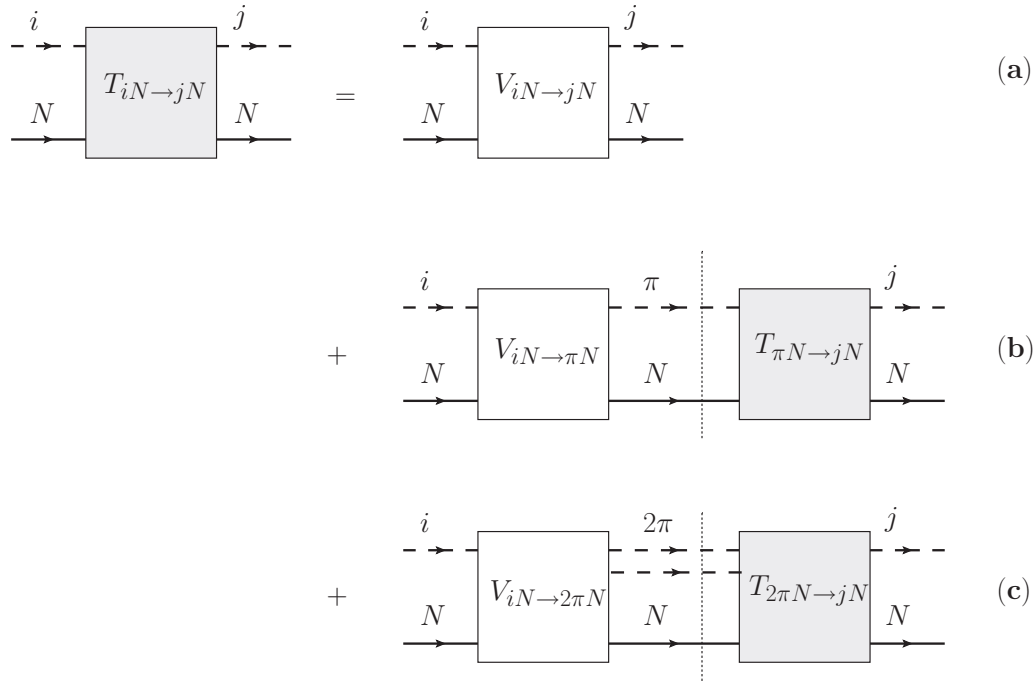 i j i j
T_{iN→jN} = V_{iN→jN} (a)
N N N N
i π j
+ V_{iN→πN} T_{πN→jN} (b)
N N N
i 2π j
+ V_{iN→2πN} T_{2πN→jN} (c)
N N N